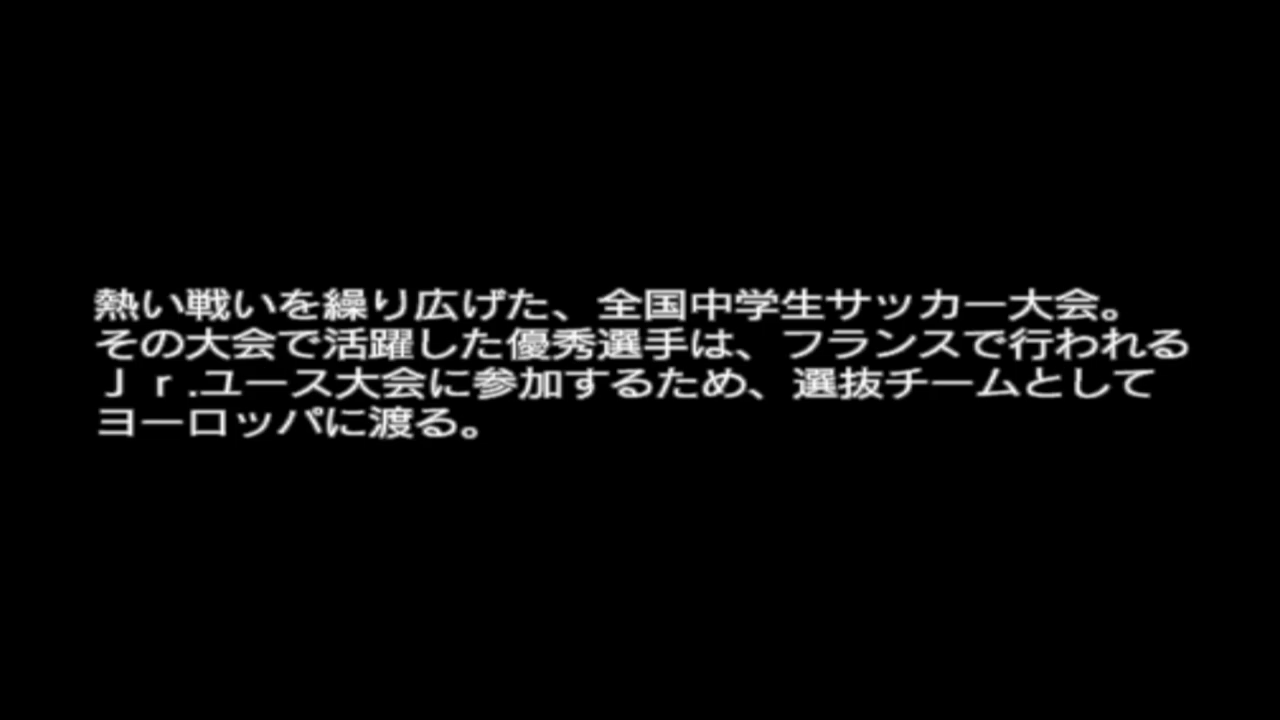 熱い戦いを繰り広げた、全国中学生サッカー大会。
その大会で活躍した優秀選手は、フランスで行われる
Ｊｒ.ユース大会に参加するため、選抜チームとして
ヨーロッパに渡る。